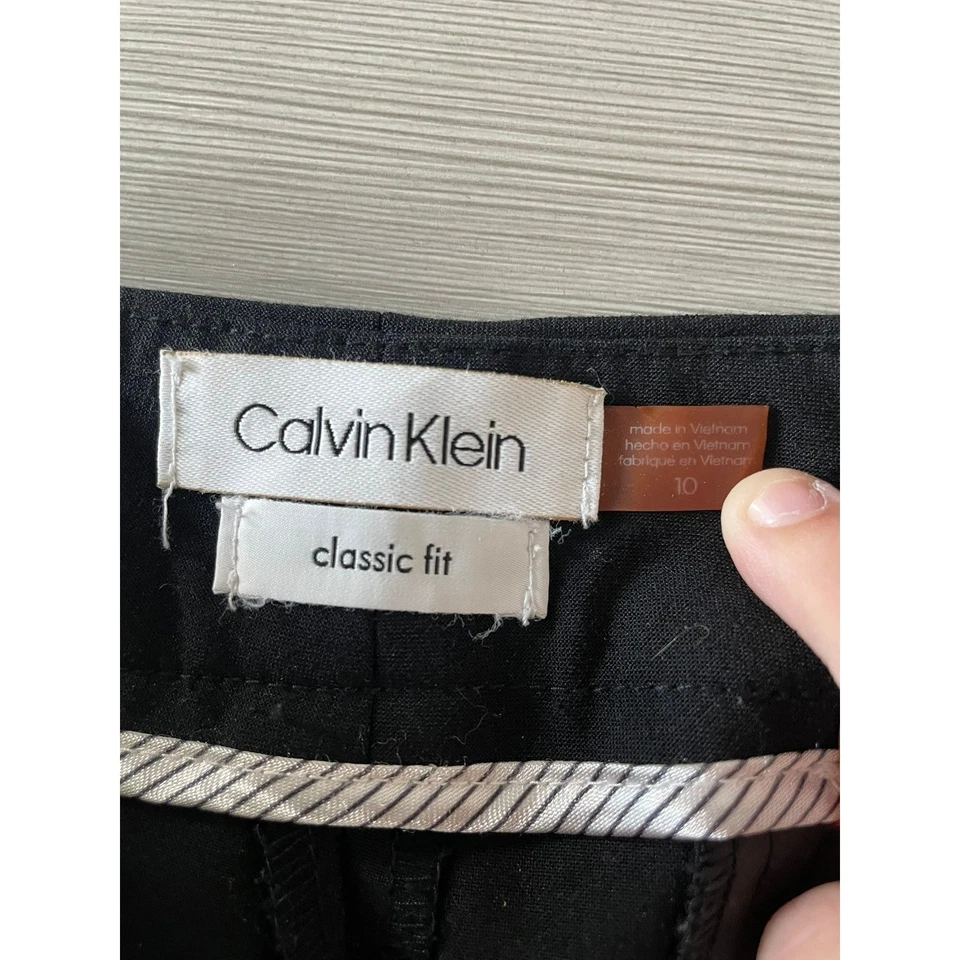 Calvin Klein
classic fit
made in Vietnam
hecho en Vietnam
fabriqué en Vietnam
10